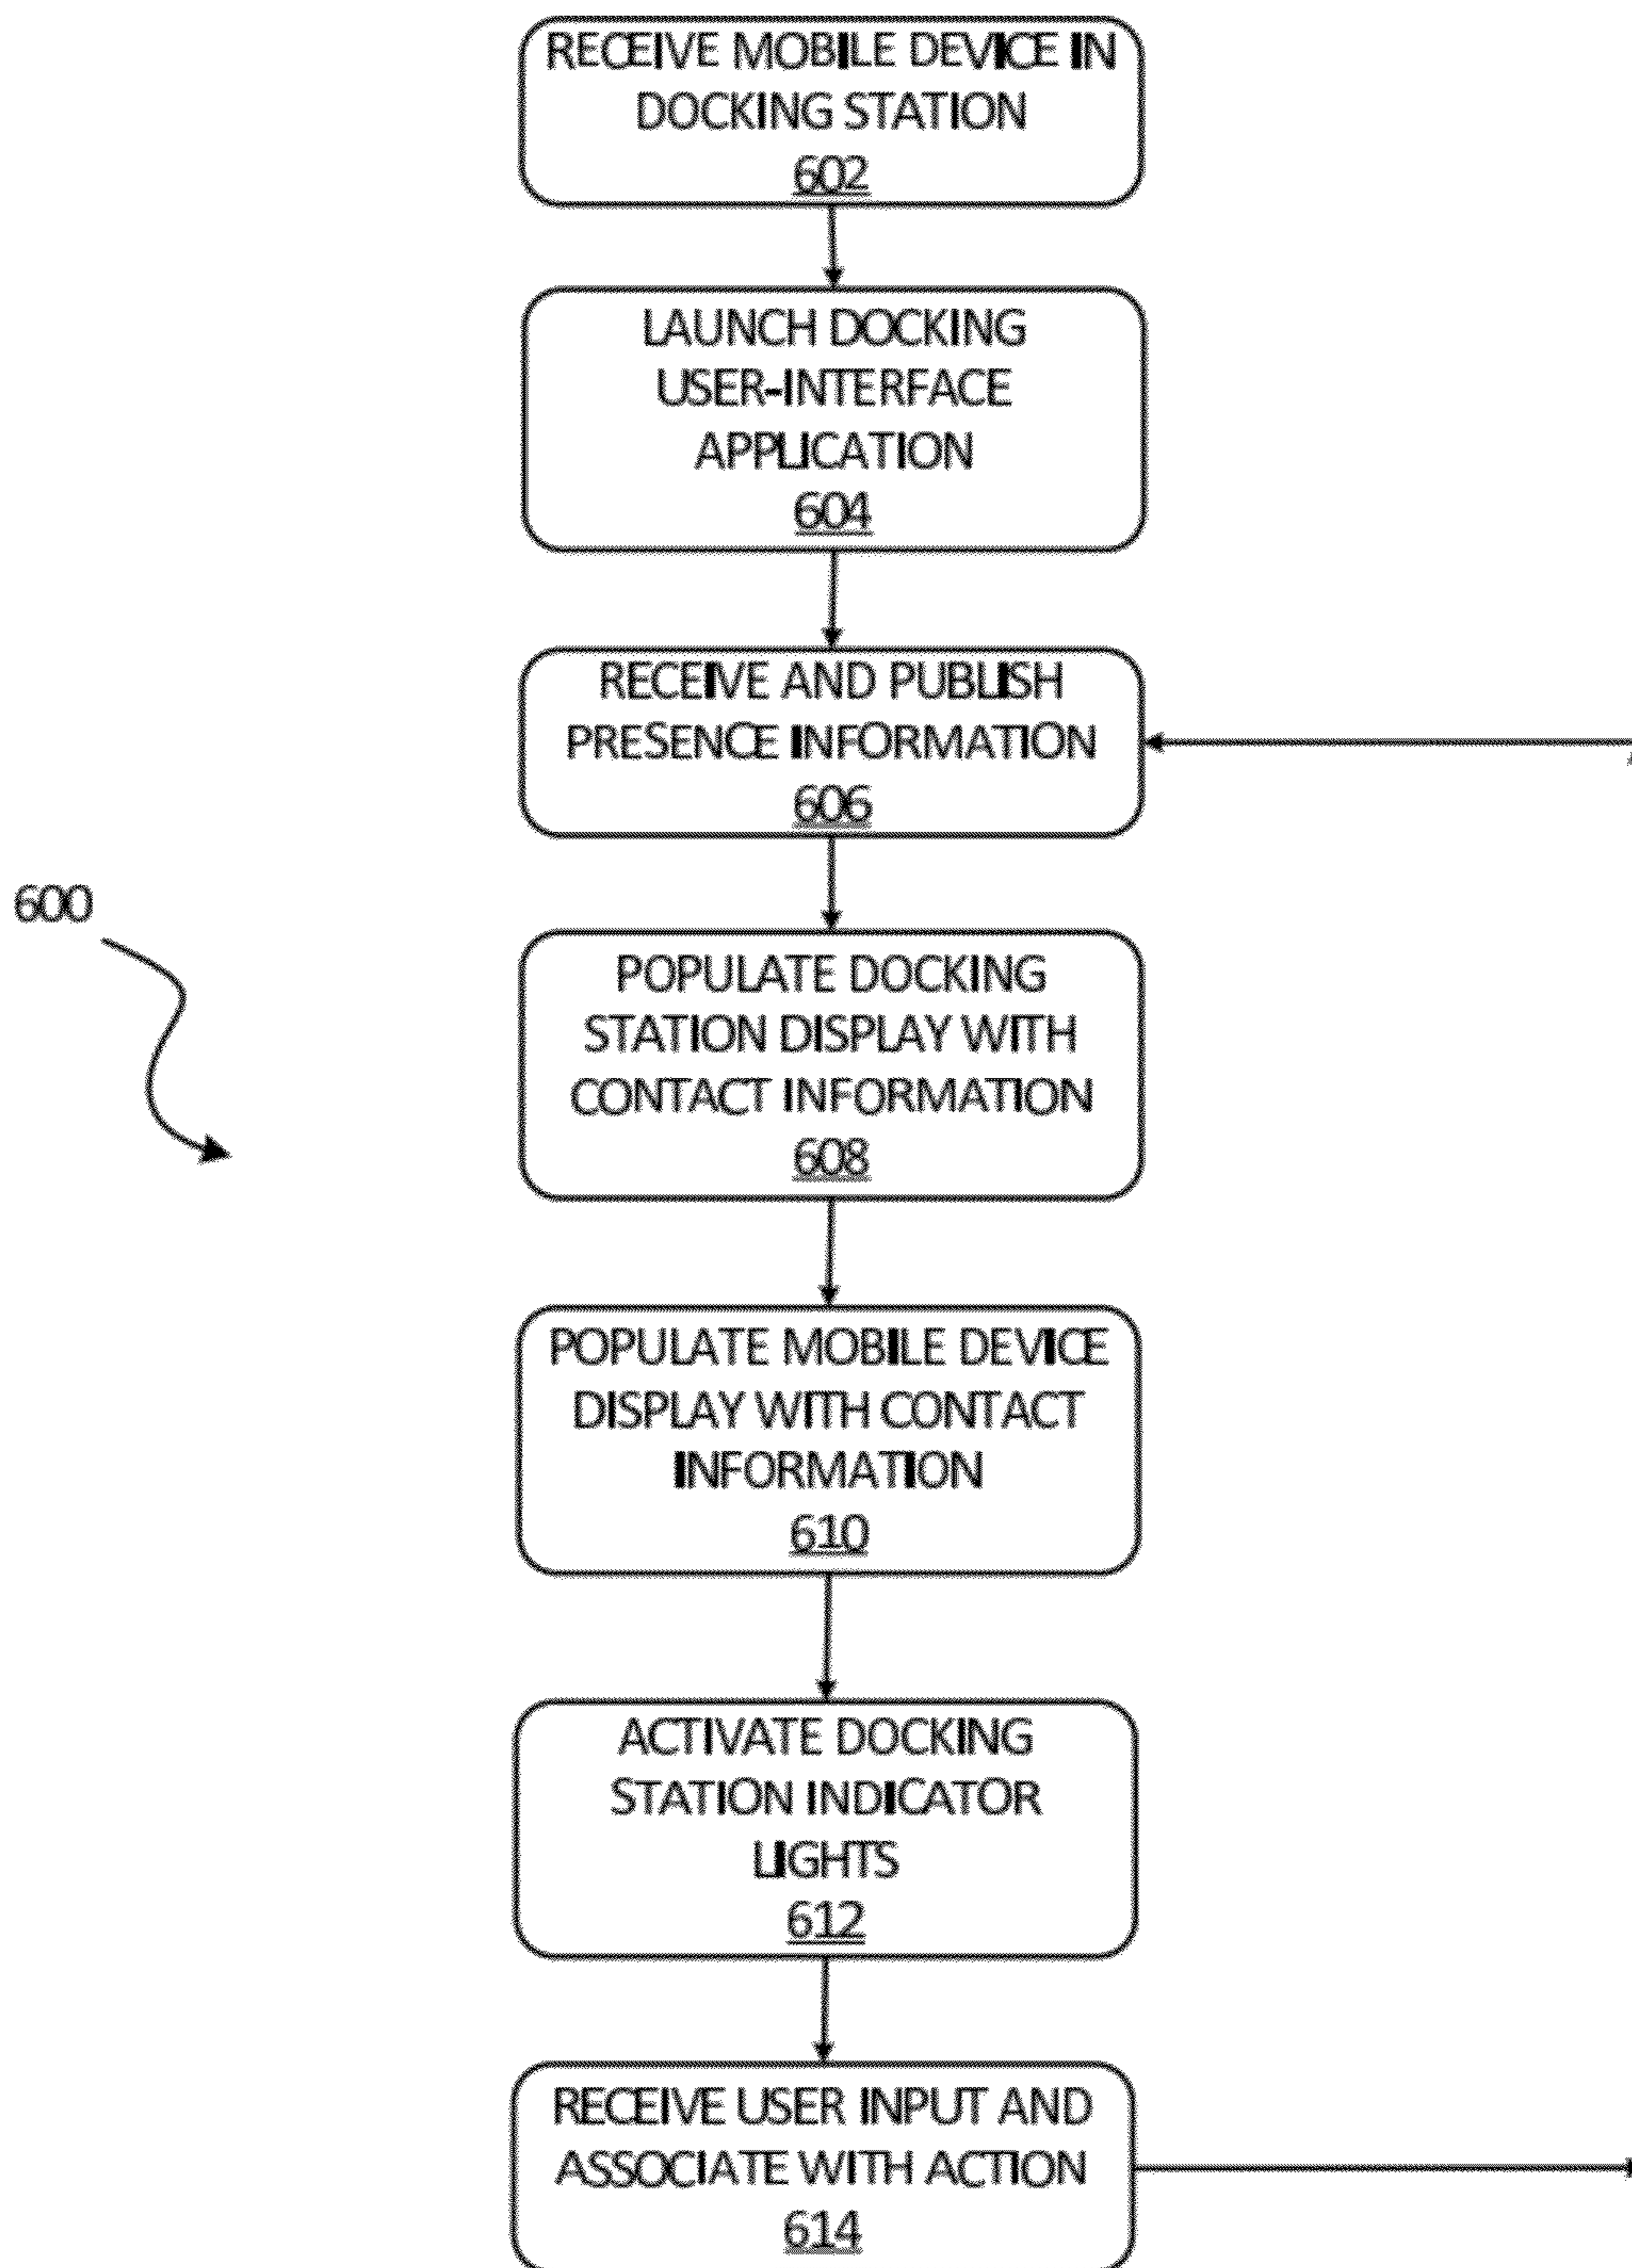 RECEIVE MOBILE DEVICE IN
DOCKING STATION
602
LAUNCH DOCKING
USER-INTERFACE
APPLICATION
604
RECEIVE AND PUBLISH
PRESENCE INFORMATION
606
600
POPULATE DOCKING
STATION DISPLAY WITH
CONTACT INFORMATION
608
POPULATE MOBILE DEVICE
DISPLAY WITH CONTACT
INFORMATION
610
ACTIVATE DOCKING
STATION INDICATOR
LIGHTS
612
RECEIVE USER INPUT AND
ASSOCIATE WITH ACTION
614